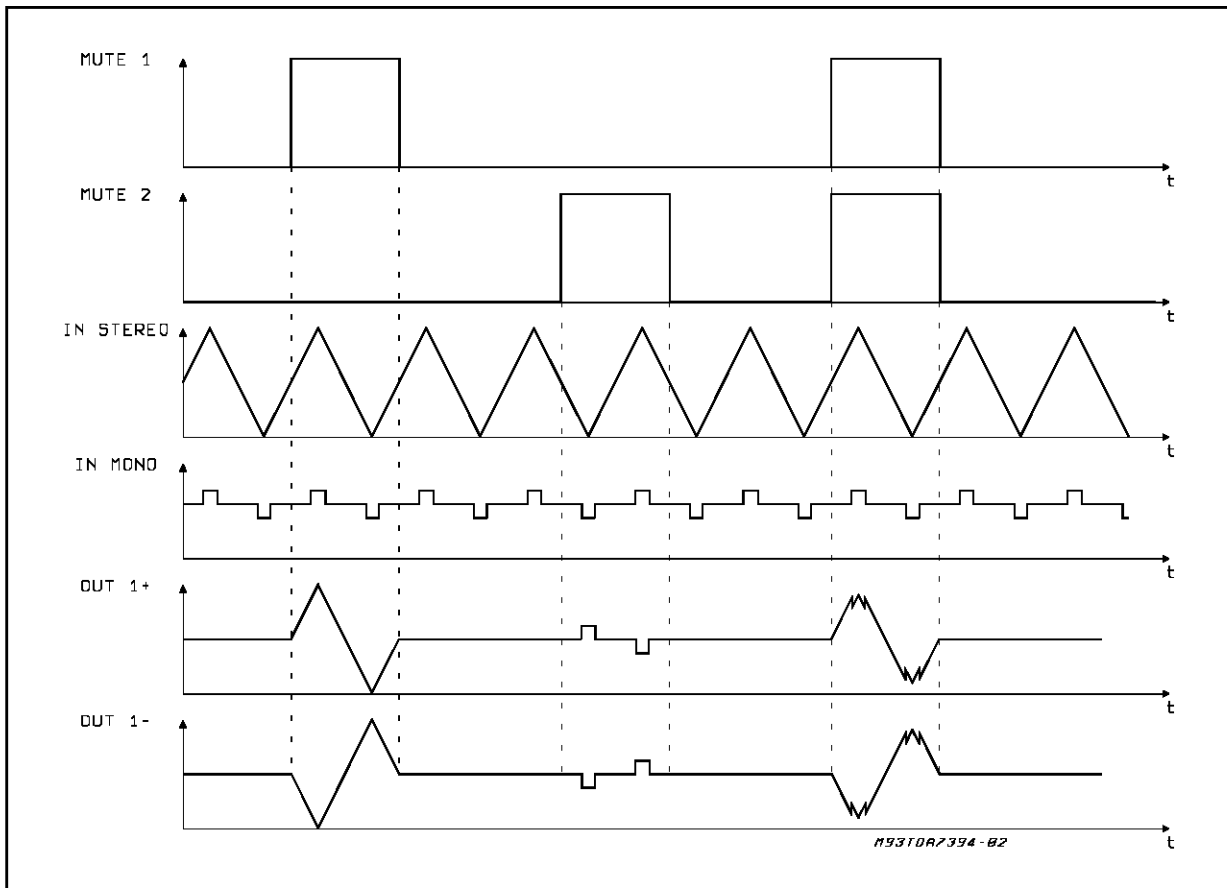 MUTE 1
t
MUTE 2
t
IN STEREO
t
IN MONO
t
OUT 1+
t
OUT 1-
t
M93TDA7394-02